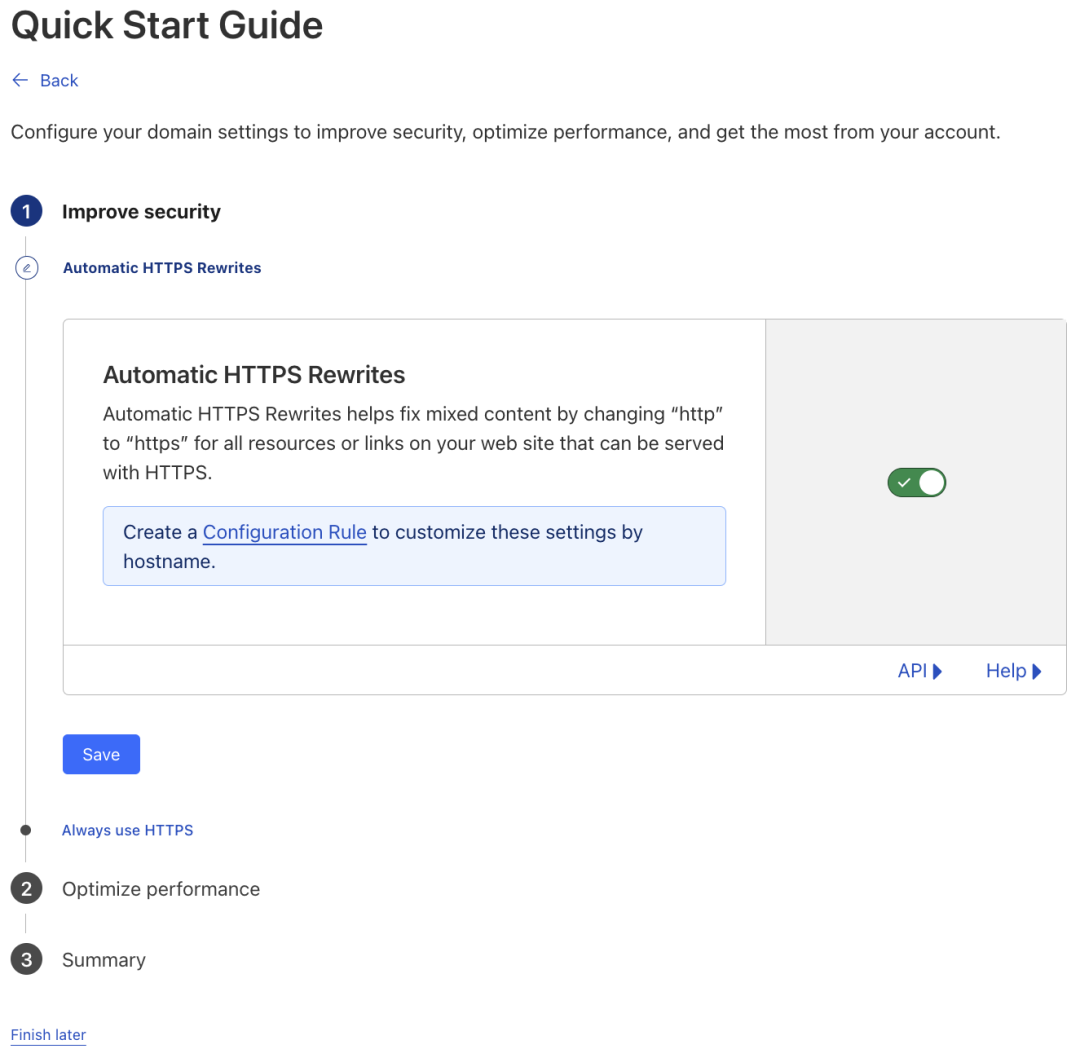 Quick Start Guide
← Back
Configure your domain settings to improve security, optimize performance, and get the most from your account.
1 Improve security
Automatic HTTPS Rewrites
Automatic HTTPS Rewrites
Automatic HTTPS Rewrites helps fix mixed content by changing “http”
to “https” for all resources or links on your web site that can be served
with HTTPS.
Create a Configuration Rule to customize these settings by
hostname.
API Help
Save
Always use HTTPS
2 Optimize performance
3 Summary
Finish later